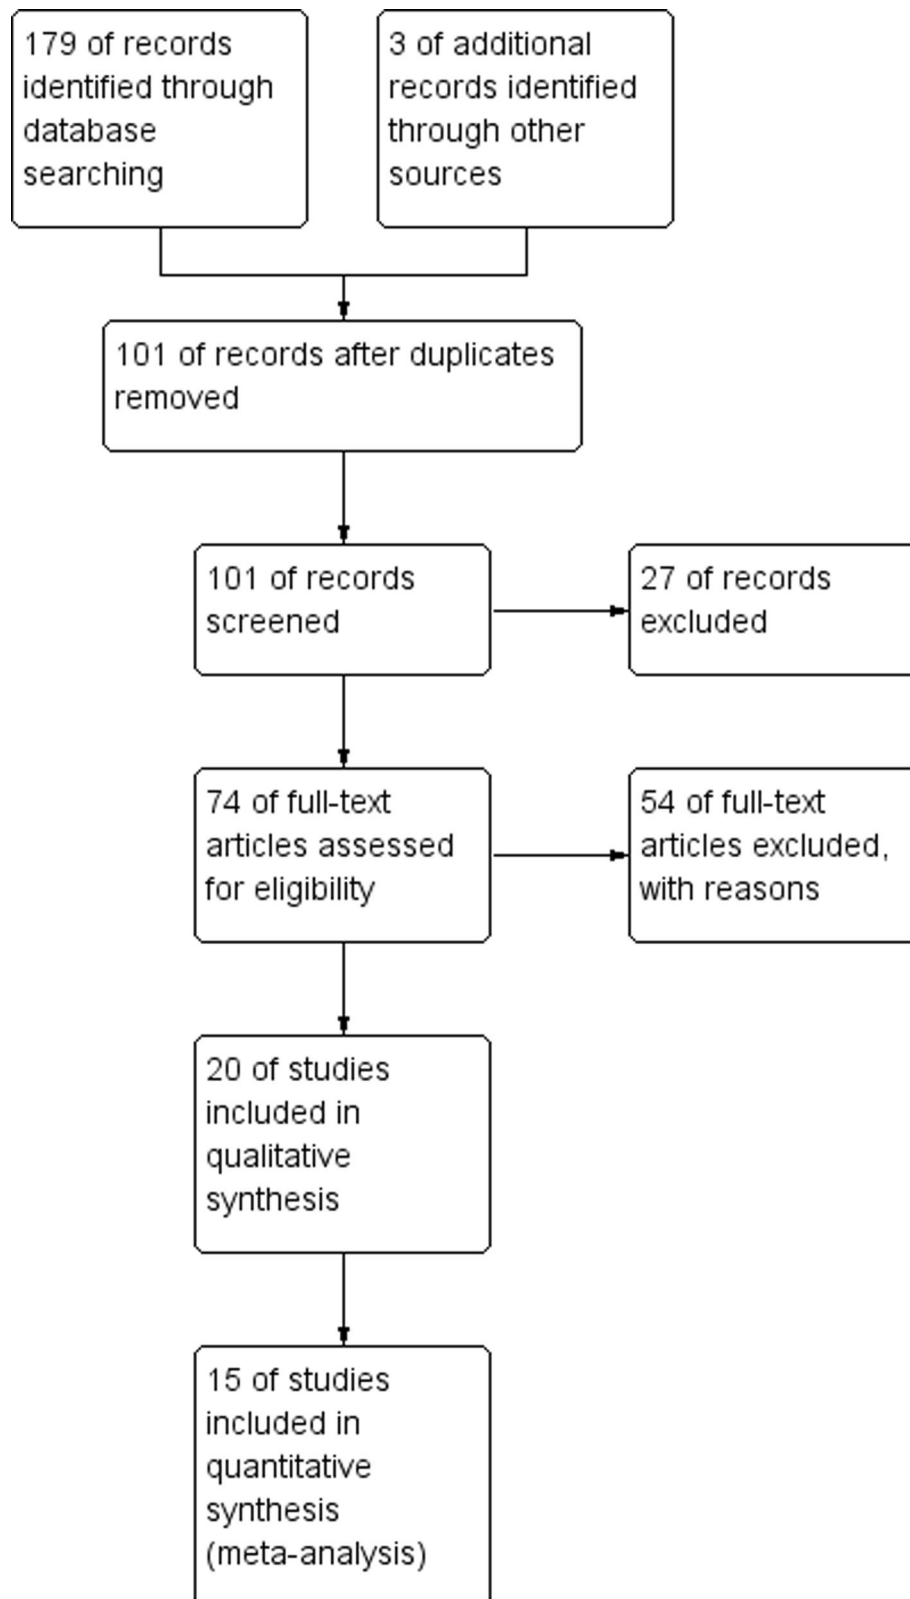 179 of records
identified through
database
searching
3 of additional
records identified
through other
sources
101 of records after duplicates
removed
101 of records
screened
27 of records
excluded
74 of full-text
articles assessed
for eligibility
54 of full-text
articles excluded,
with reasons
20 of studies
included in
qualitative
synthesis
15 of studies
included in
quantitative
synthesis
(meta-analysis)